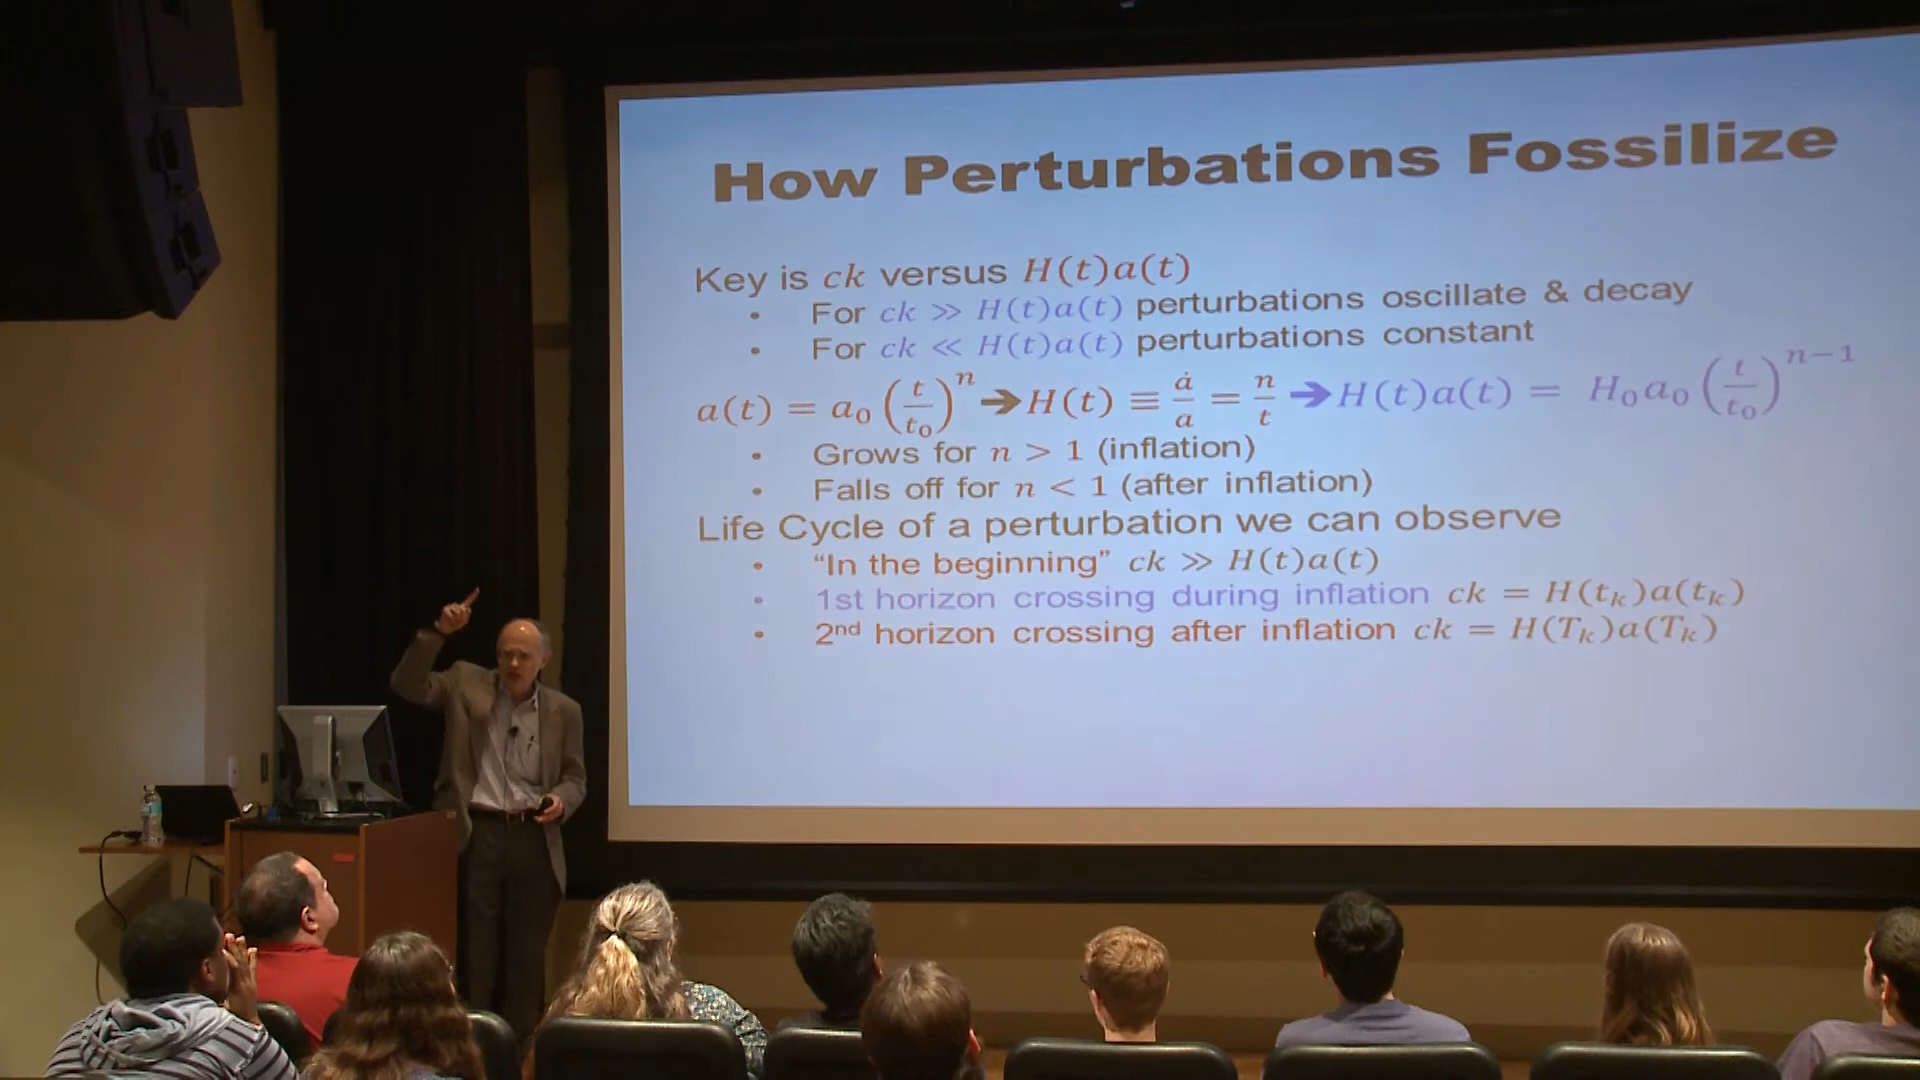 How Perturbations Fossilize
Key is ck versus H(t)a(t)
• For ck ≫ H(t)a(t) perturbations oscillate & decay
• For ck ≪ H(t)a(t) perturbations constant
a(t) = a₀(t/t₀)ⁿ ➔ H(t) ≡ ȧ/a = n/t ➔ H(t)a(t) = H₀a₀(t/t₀)ⁿ⁻¹
• Grows for n > 1 (inflation)
• Falls off for n < 1 (after inflation)
Life Cycle of a perturbation we can observe
• “In the beginning” ck ≫ H(t)a(t)
• 1st horizon crossing during inflation ck = H(tₖ)a(tₖ)
• 2nd horizon crossing after inflation ck = H(Tₖ)a(Tₖ)